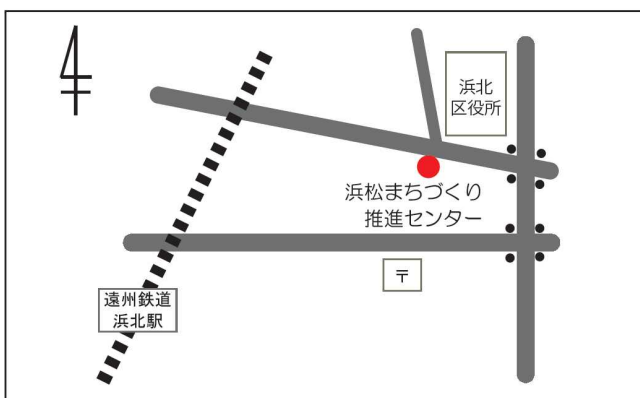 浜北
区役所
浜松まちづくり
推進センター
〒
遠州鉄道
浜北駅